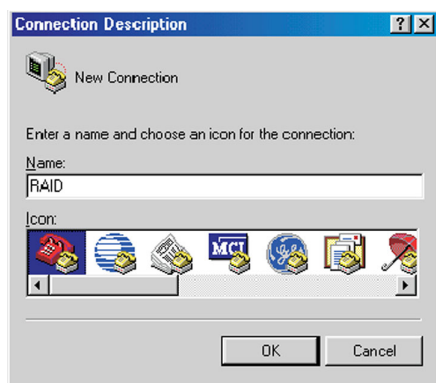 Connection Description
New Connection
Enter a name and choose an icon for the connection:
Name:
RAID
Icon:
MCI
OK
Cancel